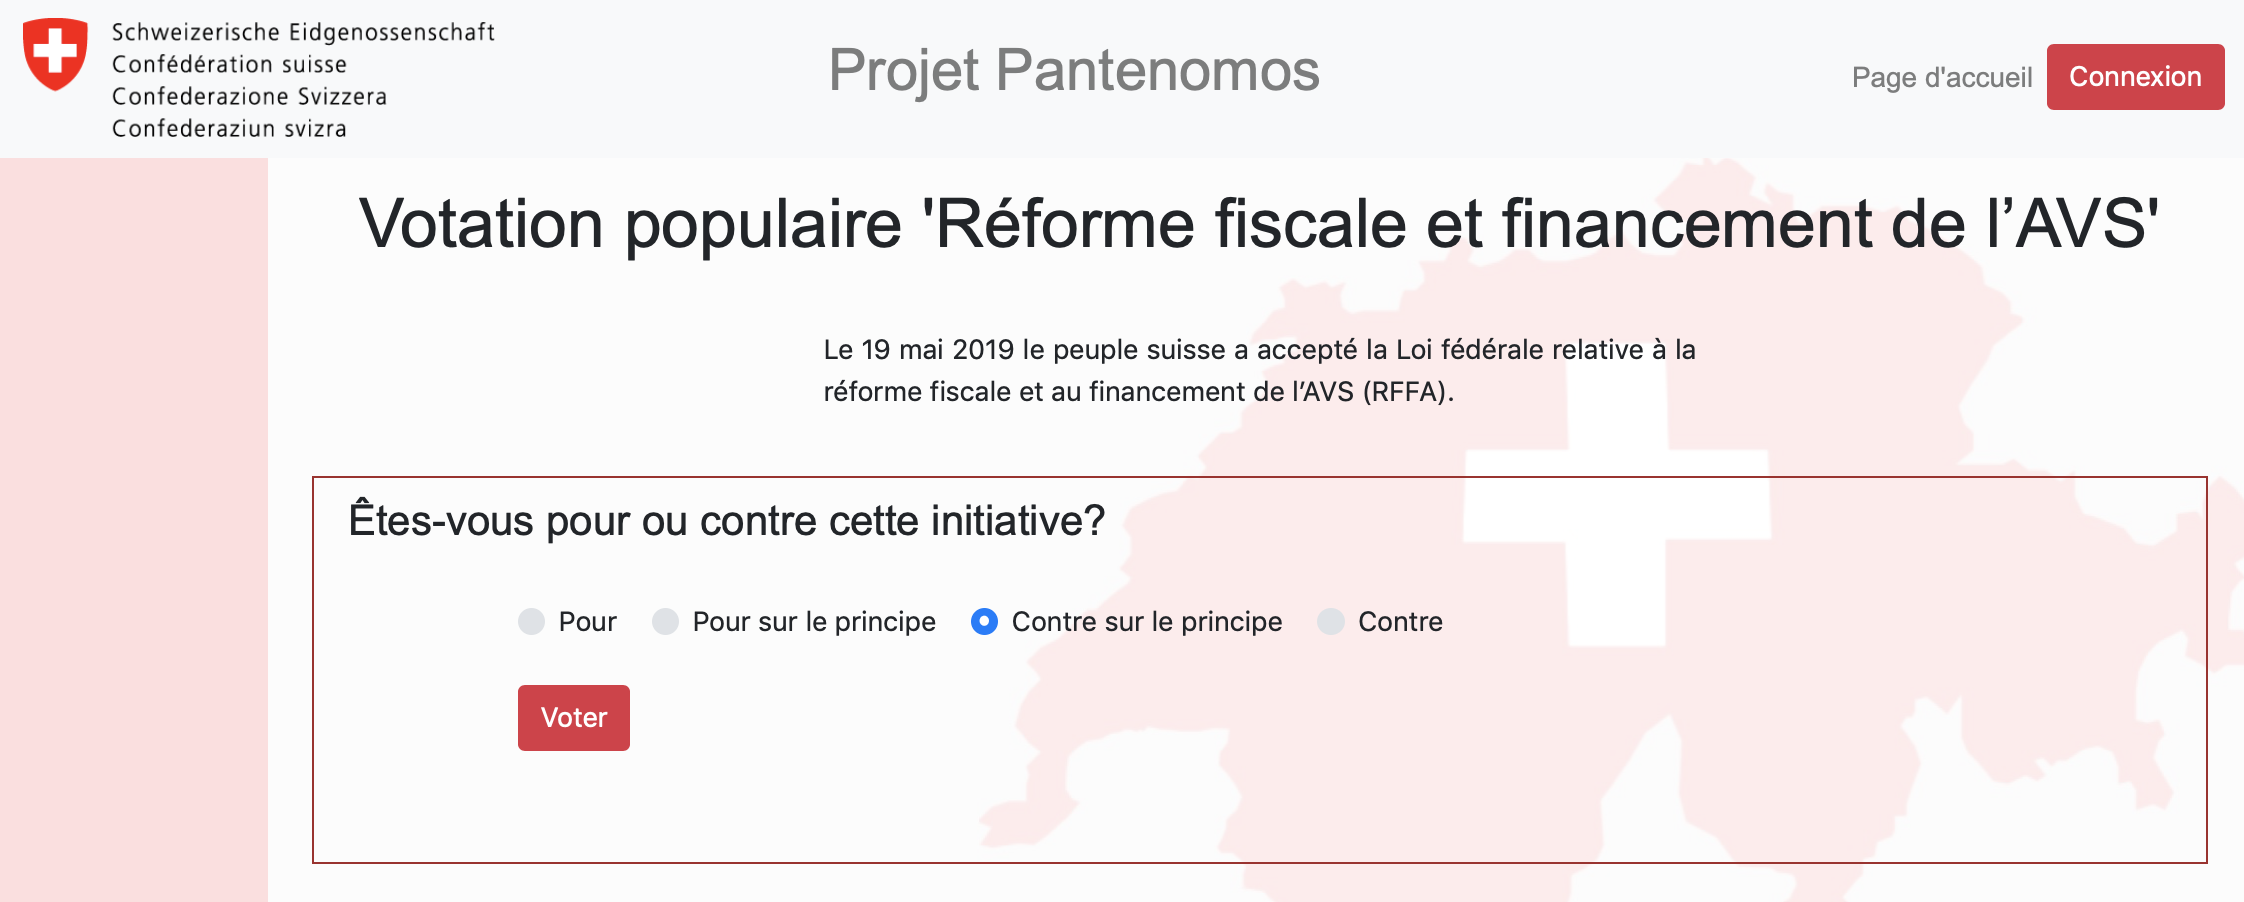 Schweizerische Eidgenossenschaft
Confédération suisse
Confederazione Svizzera
Confederaziun svizra
Projet Pantenomos
Page d'accueil
Connexion
Votation populaire 'Réforme fiscale et financement de l’AVS'
Le 19 mai 2019 le peuple suisse a accepté la Loi fédérale relative à la
réforme fiscale et au financement de l’AVS (RFFA).
Êtes-vous pour ou contre cette initiative?
Pour Pour sur le principe Contre sur le principe Contre
Voter